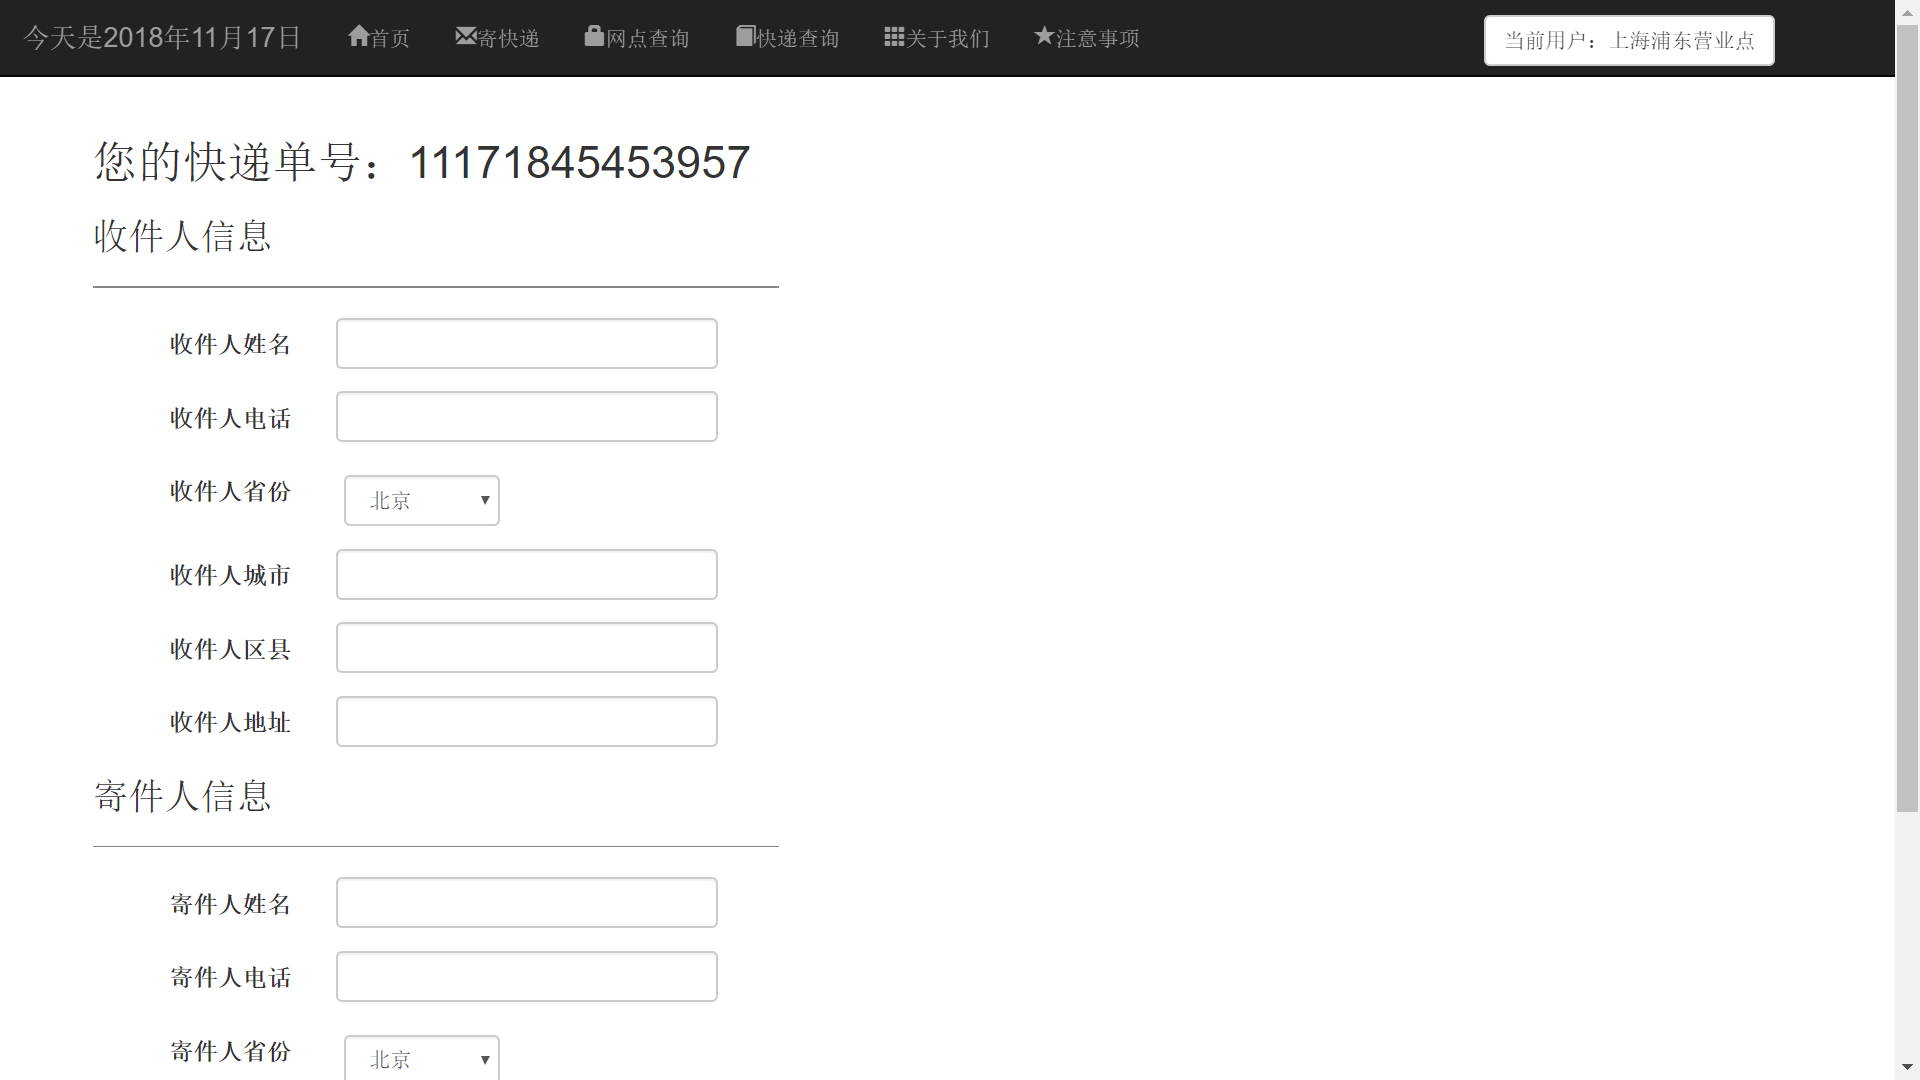 今天是2018年11月17日 首页 寄快递 网点查询 快递查询 关于我们 注意事项 当前用户：上海浦东营业点
您的快递单号：11171845453957
收件人信息
收件人姓名
收件人电话
收件人省份 北京
收件人城市
收件人区县
收件人地址
寄件人信息
寄件人姓名
寄件人电话
寄件人省份 北京